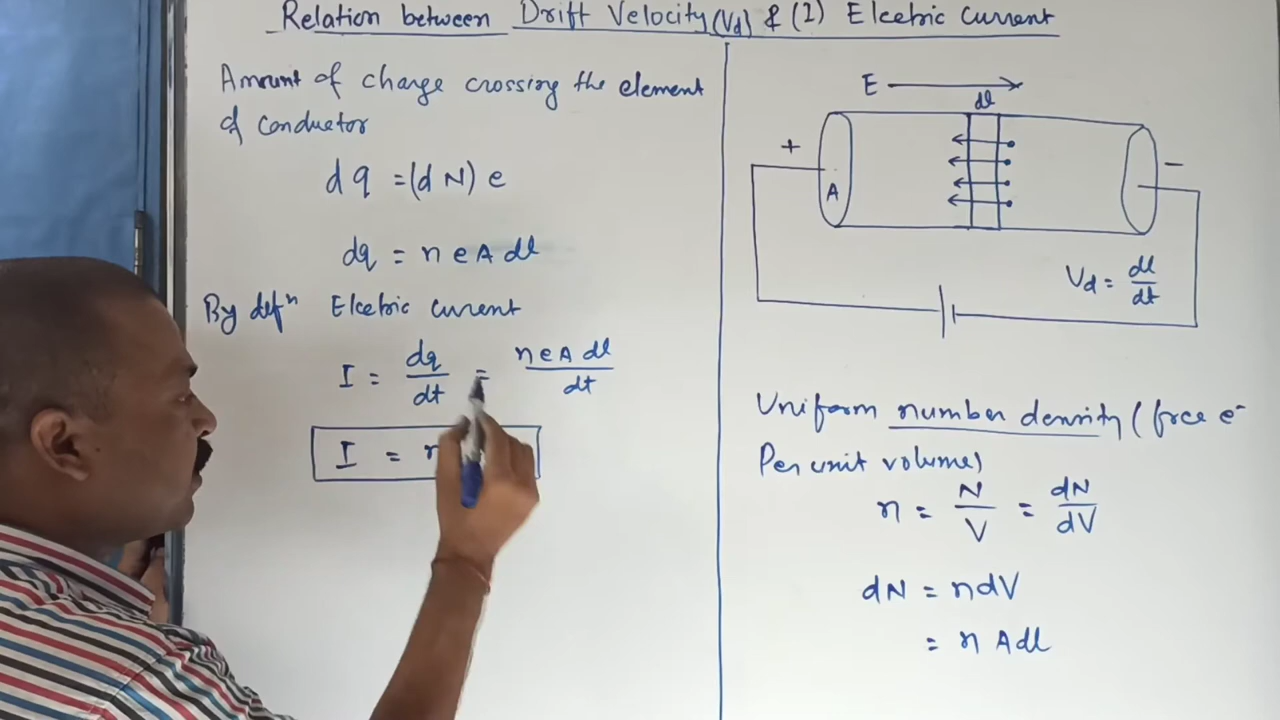 Relation between Drift Velocity (Vd) & (I) Electric Current
Amount of charge crossing the element
of conductor
dq = (dN) e
dq = n e A dl
By defⁿ Electric current
I = dq/dt = n e A dl/dt
I = n
E
dl
+
−
A
Vd = dl/dt
Uniform number density (free e⁻
Per unit volume)
n = N/V = dN/dV
dN = n dV
= n A dl